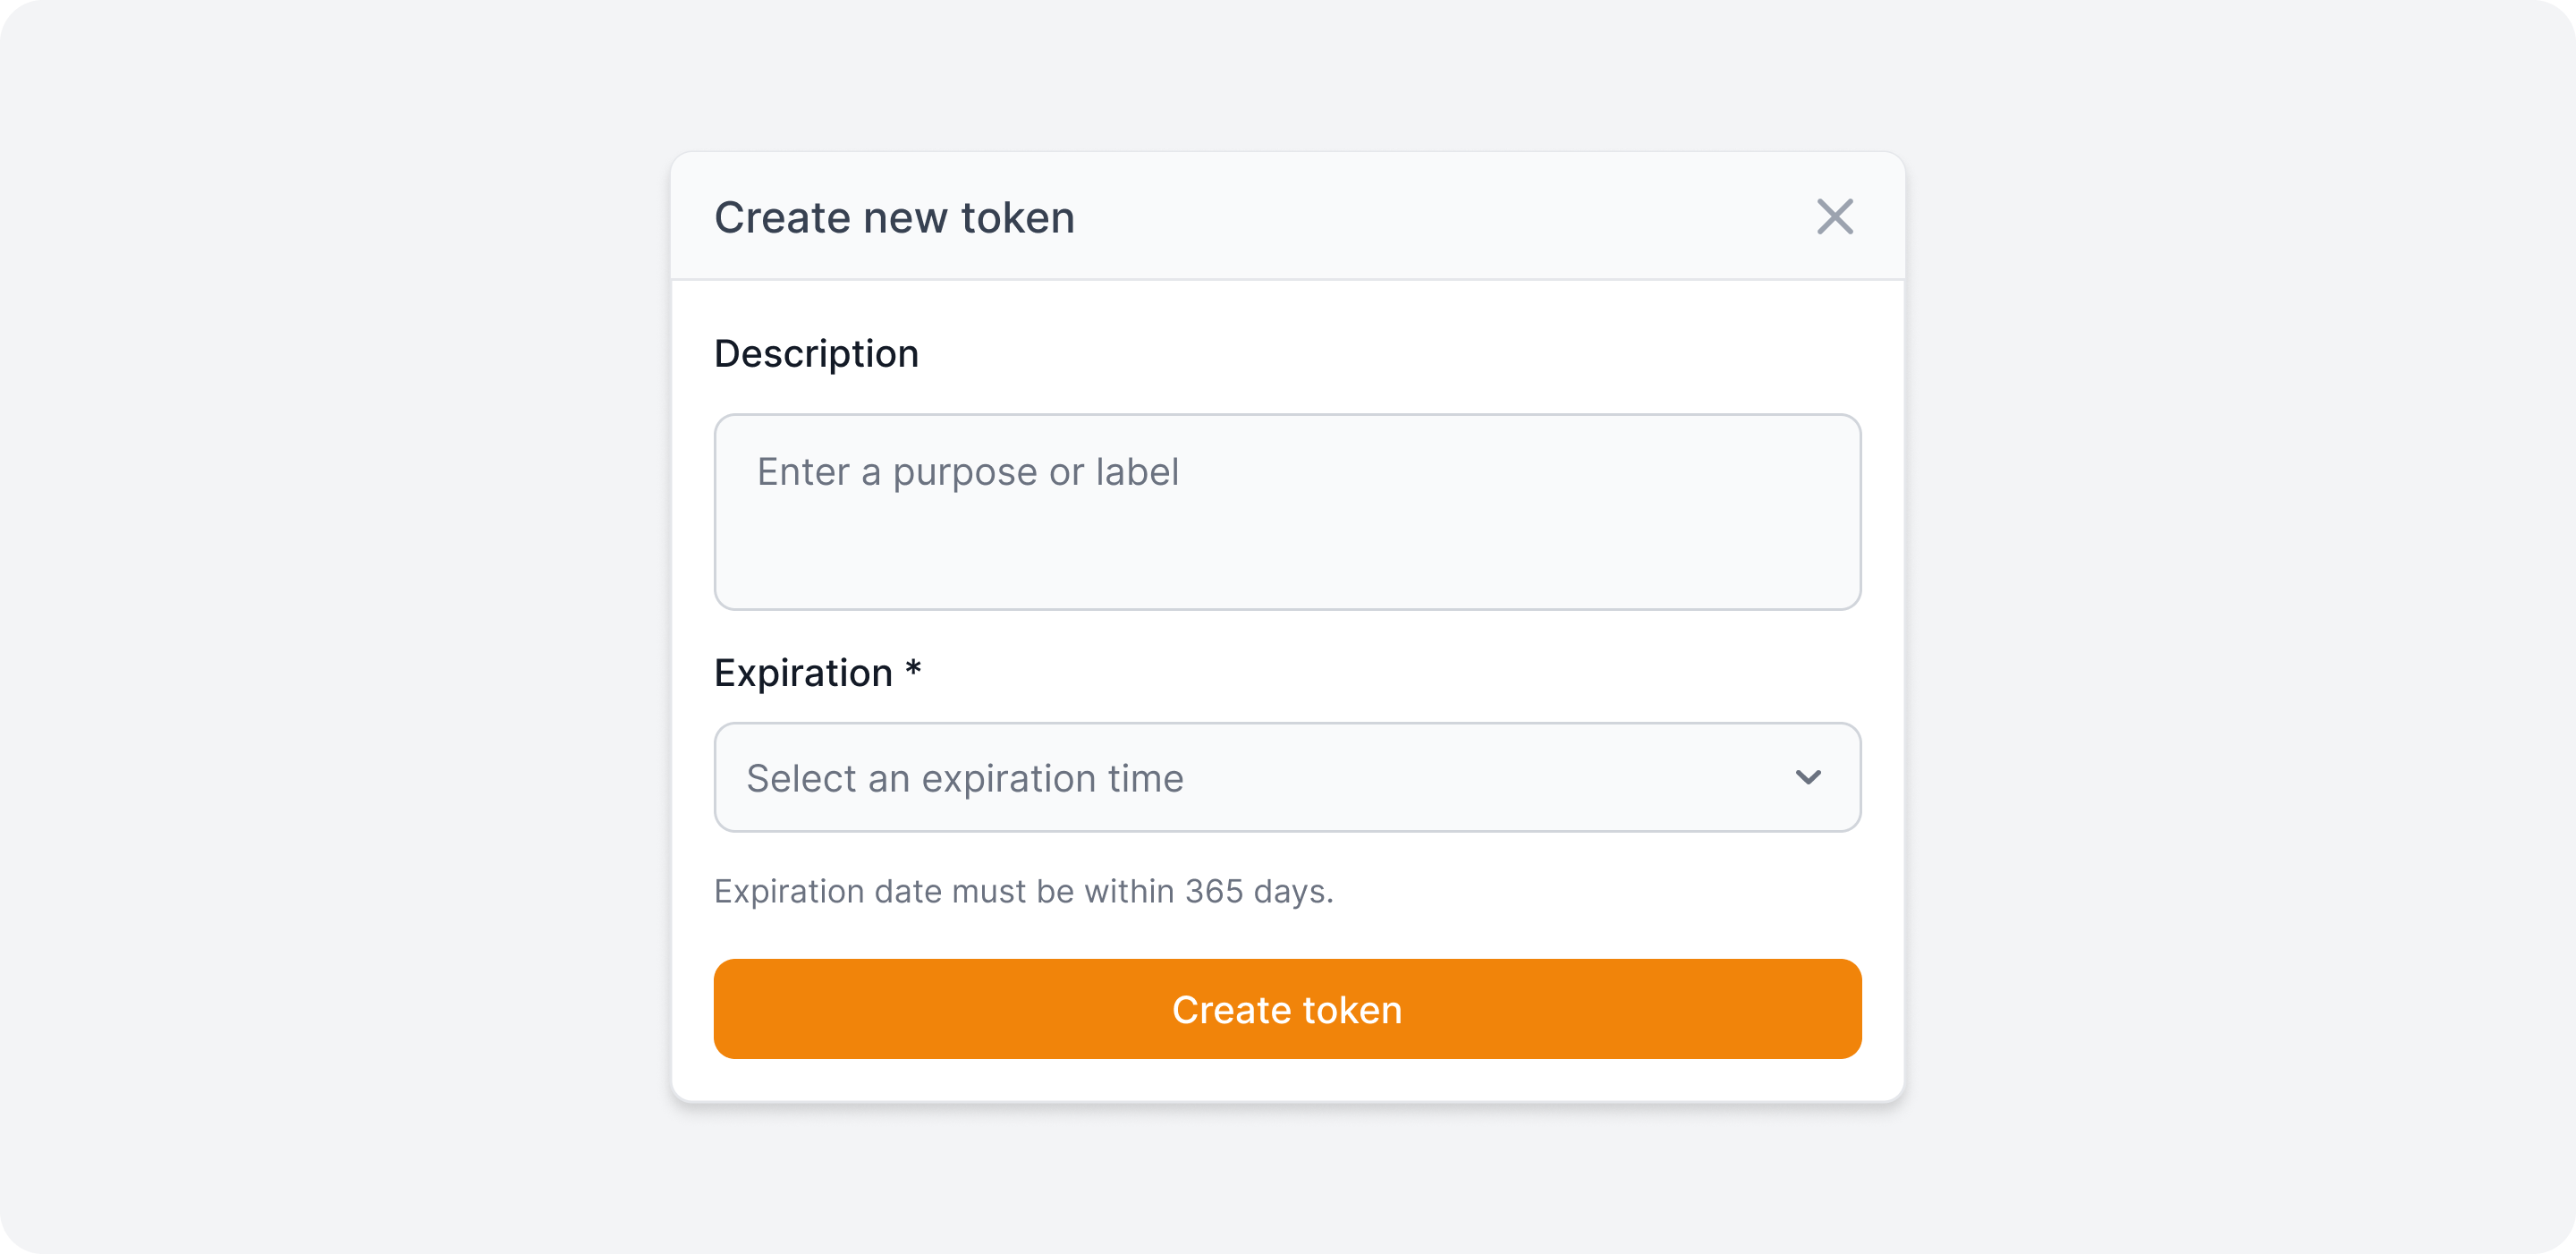 Create new token
Description
Enter a purpose or label
Expiration *
Select an expiration time
Expiration date must be within 365 days.
Create token